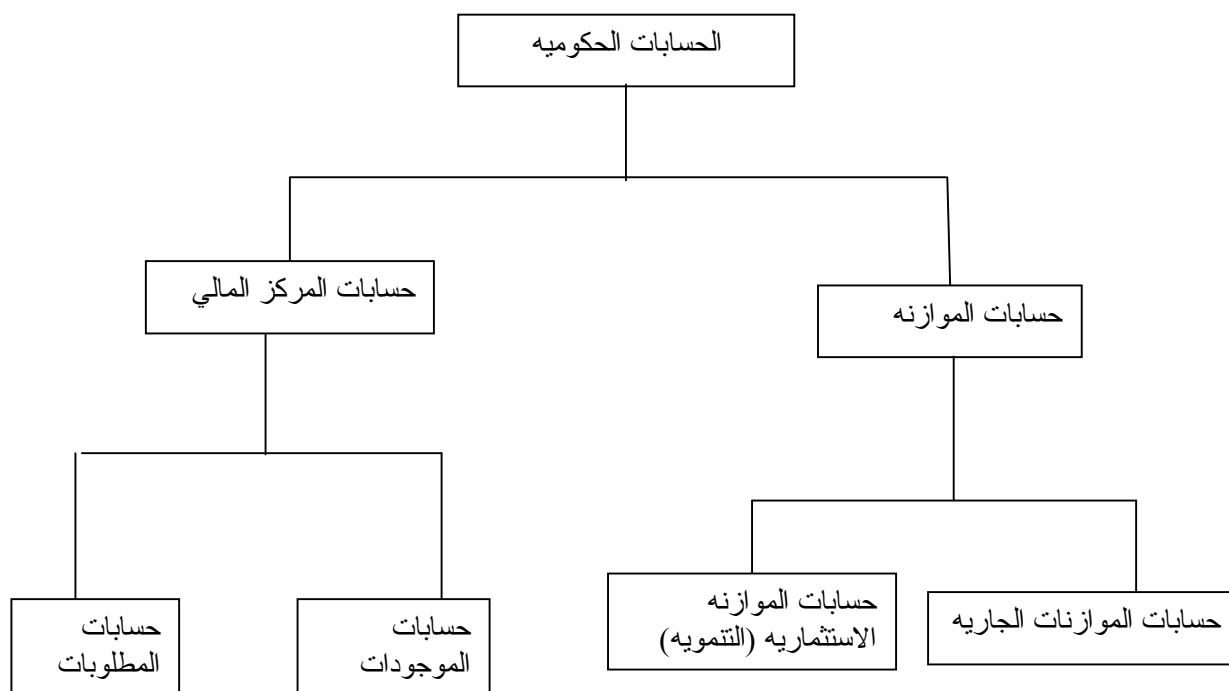 الحسابات الحكوميه
حسابات الموازنه
حسابات المركز المالي
حسابات الموازنات الجاريه
حسابات الموازنه
الاستثماريه (التنمويه)
حسابات
الموجودات
حسابات
المطلوبات